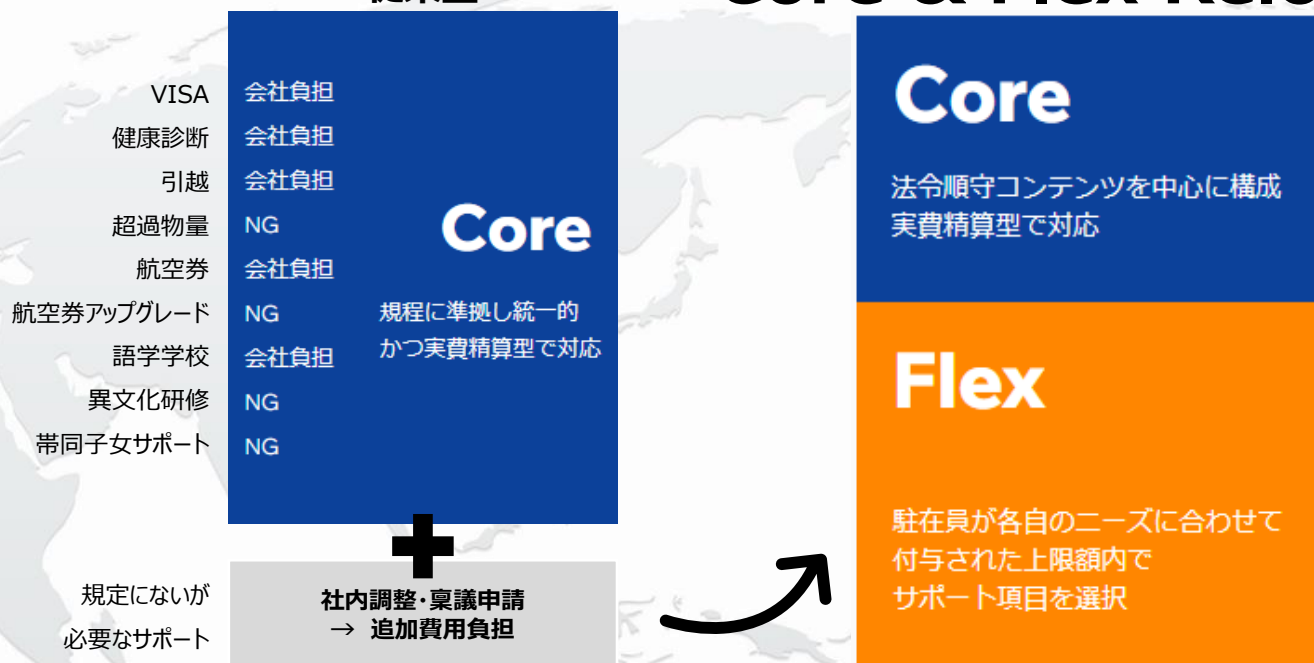 VISA 会社負担
健康診断 会社負担
引越 会社負担
超過物量 NG
航空券 会社負担
航空券アップグレード NG
語学学校 会社負担
異文化研修 NG
帯同子女サポート NG
Core
規程に準拠し統一的
かつ実費精算型で対応
規定にないが
必要なサポート
社内調整・稟議申請
→ 追加費用負担
Core
法令順守コンテンツを中心に構成
実費精算型で対応
Flex
駐在員が各自のニーズに合わせて
付与された上限額内で
サポート項目を選択